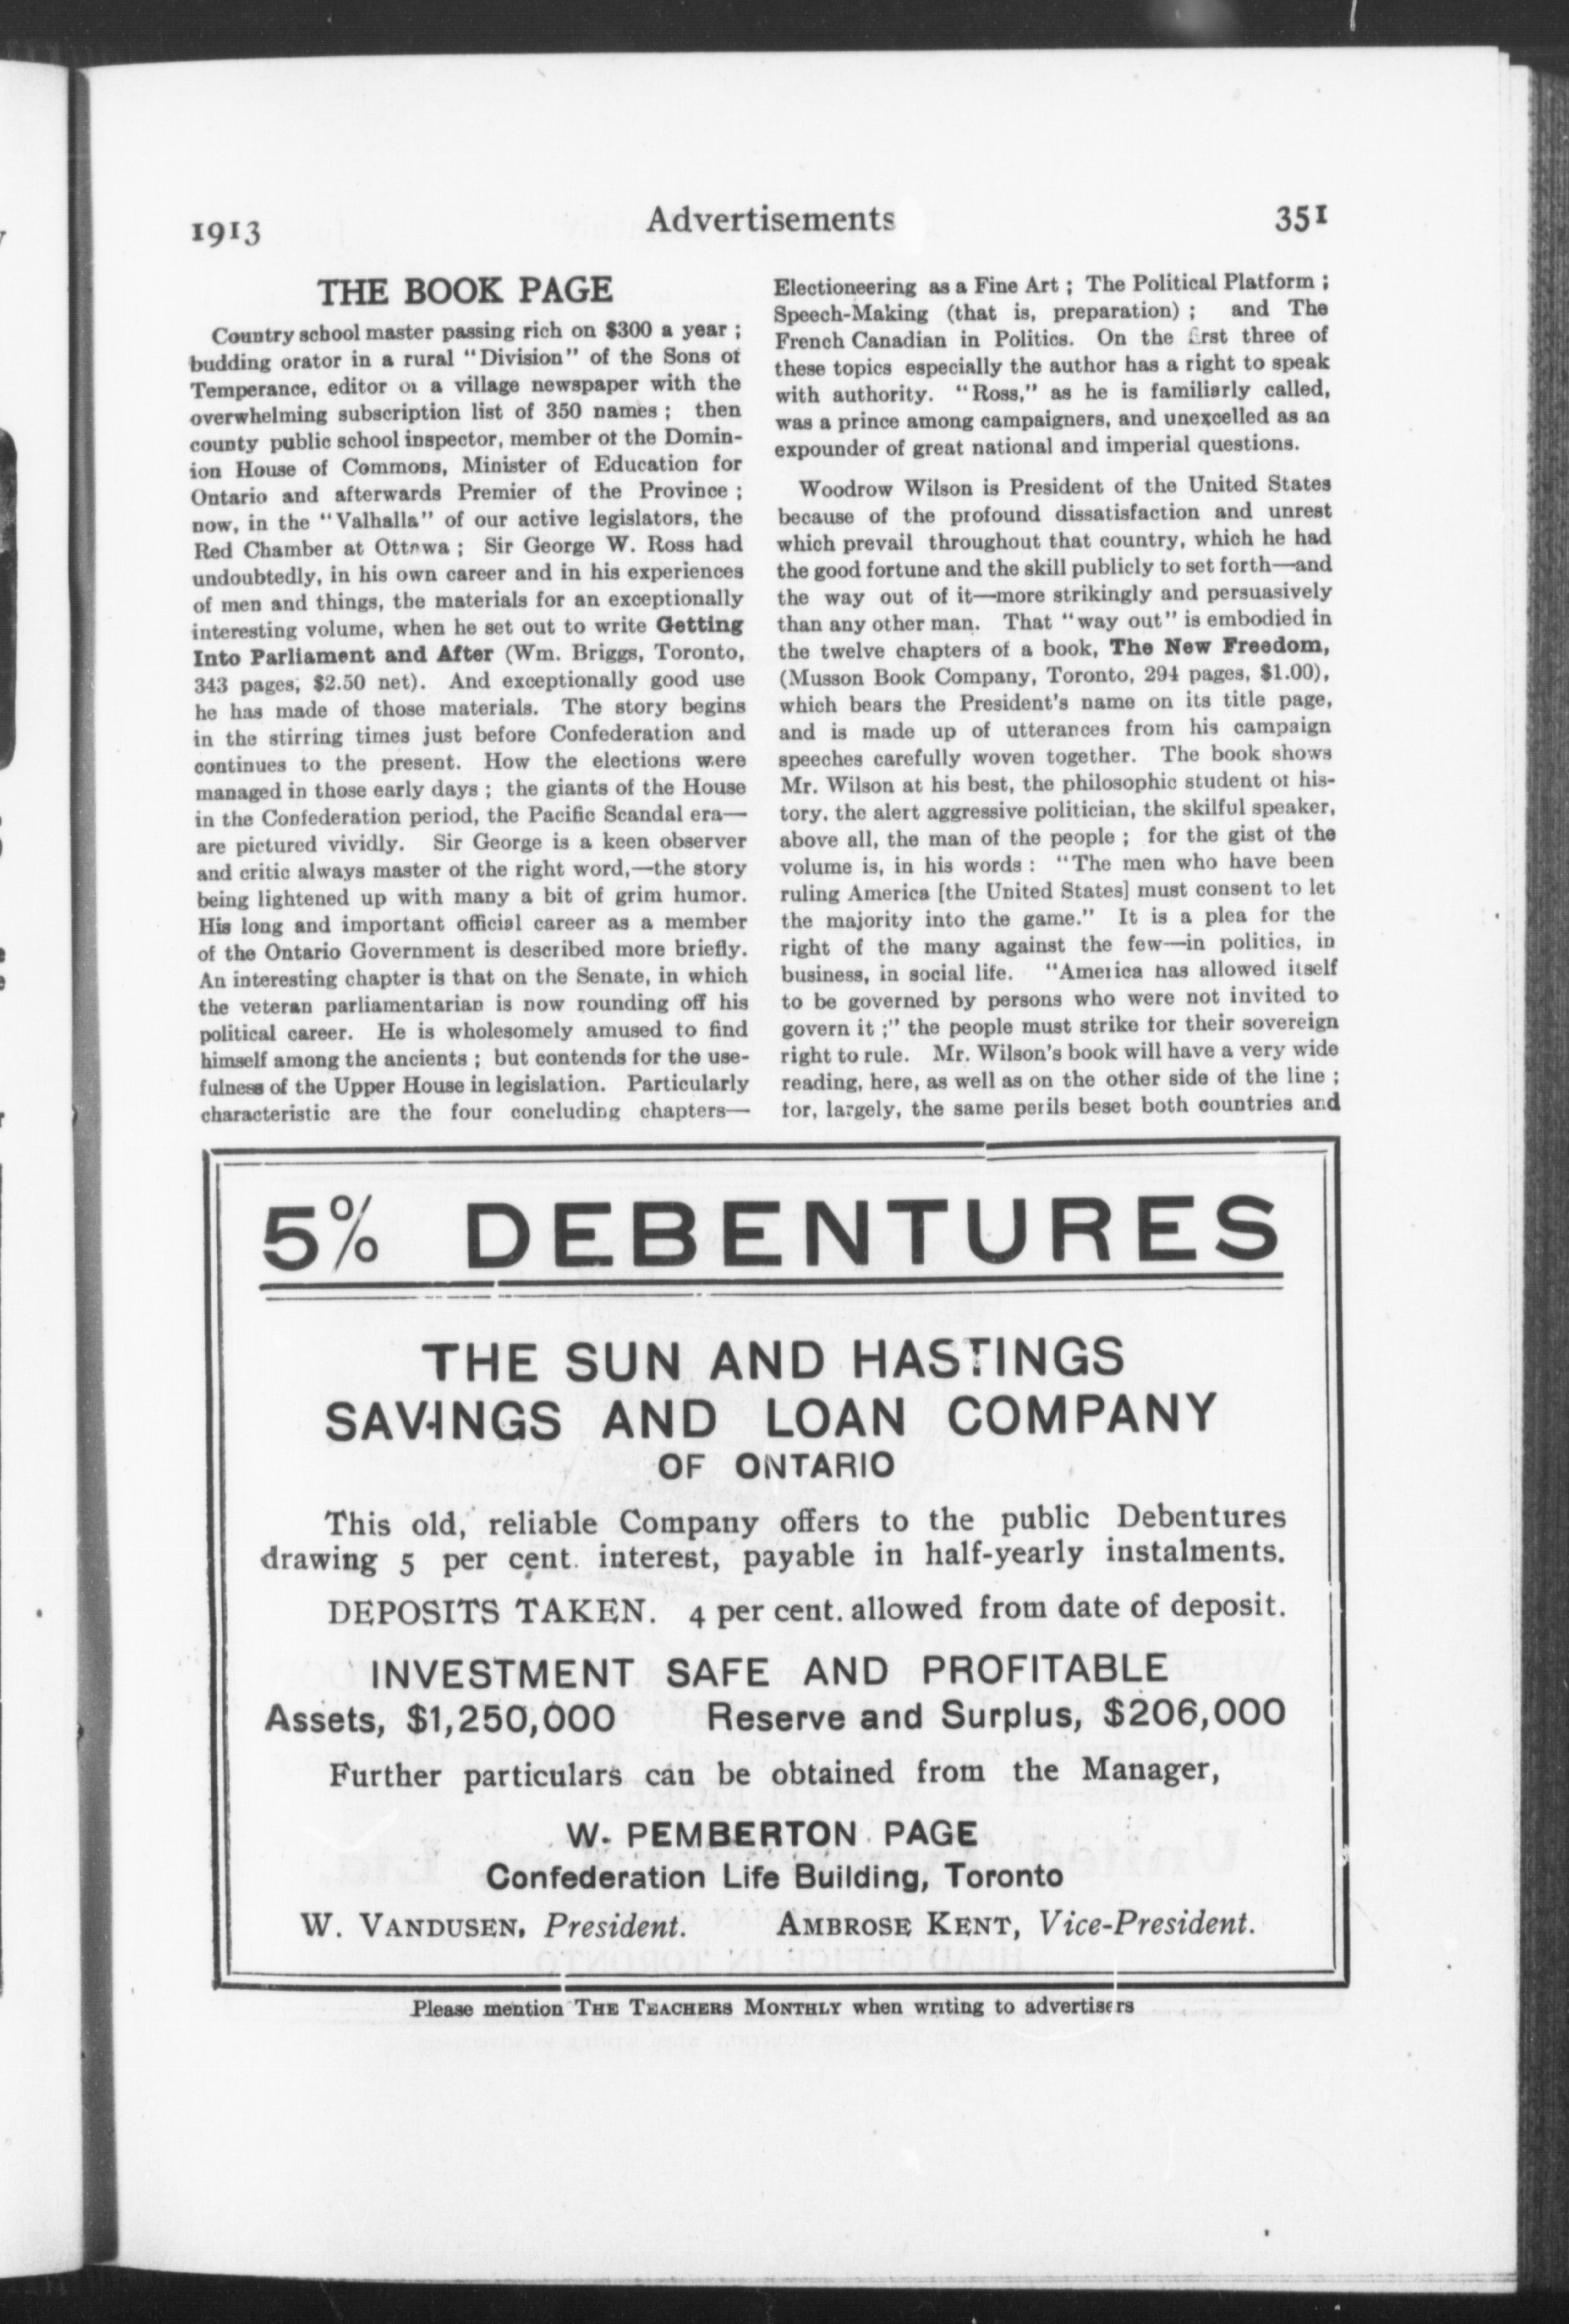 1913
Advertisements
351
THE BOOK PAGE
Country school master passing rich on $300 a year ;
budding orator in a rural "Division" of the Sons of
Temperance, editor of a village newspaper with the
overwhelming subscription list of 350 names ; then
county public school inspector, member of the Domin-
ion House of Commons, Minister of Education for
Ontario and afterwards Premier of the Province ;
now, in the "Valhalla" of our active legislators, the
Red Chamber at Ottawa ; Sir George W. Ross had
undoubtedly, in his own career and in his experiences
of men and things, the materials for an exceptionally
interesting volume, when he set out to write Getting
Into Parliament and After (Wm. Briggs, Toronto,
343 pages, $2.50 net). And exceptionally good use
he has made of those materials. The story begins
in the stirring times just before Confederation and
continues to the present. How the elections were
managed in those early days ; the giants of the House
in the Confederation period, the Pacific Scandal era—
are pictured vividly. Sir George is a keen observer
and critic always master of the right word,—the story
being lightened up with many a bit of grim humor.
His long and important official career as a member
of the Ontario Government is described more briefly.
An interesting chapter is that on the Senate, in which
the veteran parliamentarian is now rounding off his
political career. He is wholesomely amused to find
himself among the ancients ; but contends for the use-
fulness of the Upper House in legislation. Particularly
characteristic are the four concluding chapters—
Electioneering as a Fine Art ; The Political Platform ;
Speech-Making (that is, preparation) ; and The
French Canadian in Politics. On the first three of
these topics especially the author has a right to speak
with authority. "Ross," as he is familiarly called,
was a prince among campaigners, and unexcelled as an
expounder of great national and imperial questions.
Woodrow Wilson is President of the United States
because of the profound dissatisfaction and unrest
which prevail throughout that country, which he had
the good fortune and the skill publicly to set forth—and
the way out of it—more strikingly and persuasively
than any other man. That "way out" is embodied in
the twelve chapters of a book, The New Freedom,
(Musson Book Company, Toronto, 294 pages, $1.00),
which bears the President's name on its title page,
and is made up of utterances from his campaign
speeches carefully woven together. The book shows
Mr. Wilson at his best, the philosophic student of his-
tory, the alert aggressive politician, the skilful speaker,
above all, the man of the people ; for the gist of the
volume is, in his words : "The men who have been
ruling America [the United States] must consent to let
the majority into the game." It is a plea for the
right of the many against the few—in politics, in
business, in social life. "America has allowed itself
to be governed by persons who were not invited to
govern it ;" the people must strike for their sovereign
right to rule. Mr. Wilson's book will have a very wide
reading, here, as well as on the other side of the line ;
for, largely, the same perils beset both countries and
5% DEBENTURES
THE SUN AND HASTINGS
SAVINGS AND LOAN COMPANY
OF ONTARIO
This old, reliable Company offers to the public Debentures
drawing 5 per cent. interest, payable in half-yearly instalments.
DEPOSITS TAKEN. 4 per cent. allowed from date of deposit.
INVESTMENT SAFE AND PROFITABLE
Assets, $1,250,000 Reserve and Surplus, $206,000
Further particulars can be obtained from the Manager,
W. PEMBERTON PAGE
Confederation Life Building, Toronto
W. VANDUSEN, President. AMBROSE KENT, Vice-President.
Please mention THE TEACHERS MONTHLY when writing to advertisers